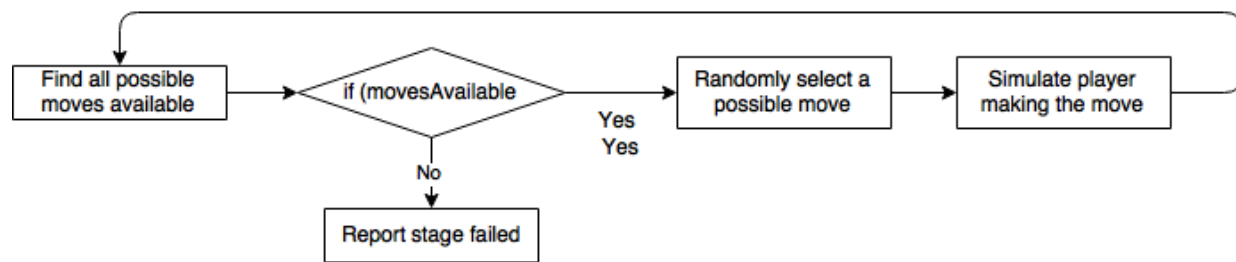 Find all possible
moves available
if (movesAvailable
Yes
Yes
Randomly select a
possible move
Simulate player
making the move
No
Report stage failed